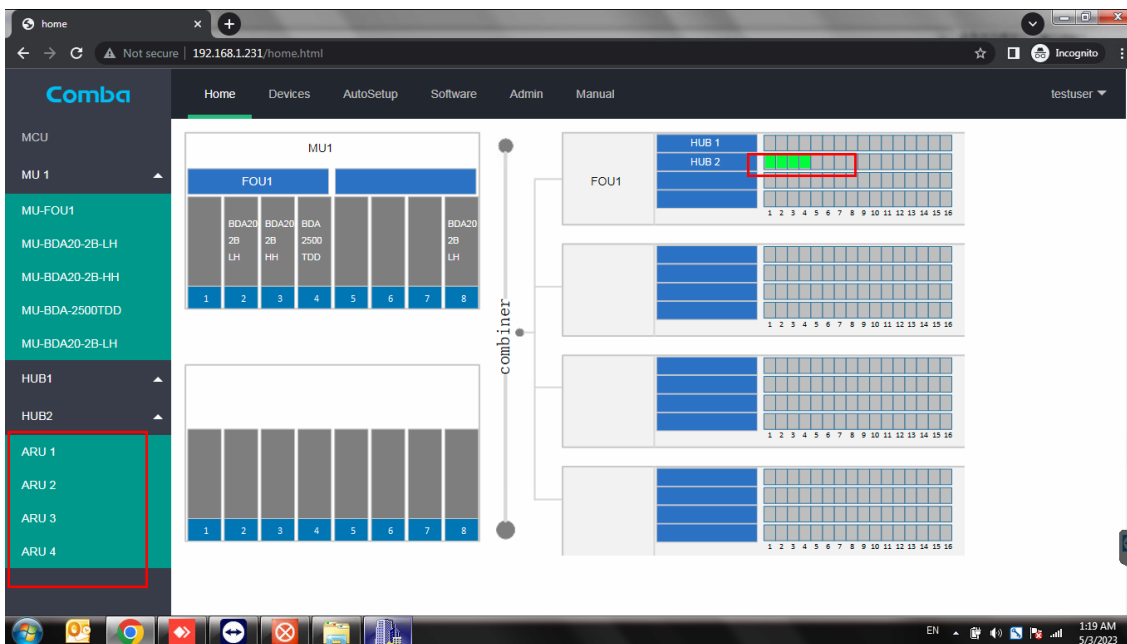 home
Not secure | 192.168.1.231/home.html
Incognito
Comba
Home Devices AutoSetup Software Admin Manual
testuser
MCU
MU 1
MU-FOU1
MU-BDA20-2B-LH
MU-BDA20-2B-HH
MU-BDA-2500TDD
MU-BDA20-2B-LH
HUB1
HUB2
ARU 1
ARU 2
ARU 3
ARU 4
MU1
FOU1
BDA20
2B
LH
BDA20
2B
HH
BDA
2500
TDD
BDA20
2B
LH
1 2 3 4 5 6 7 8
1 2 3 4 5 6 7 8
combiner
FOU1
HUB 1
HUB 2
1 2 3 4 5 6 7 8 9 10 11 12 13 14 15 16
1 2 3 4 5 6 7 8 9 10 11 12 13 14 15 16
1 2 3 4 5 6 7 8 9 10 11 12 13 14 15 16
1 2 3 4 5 6 7 8 9 10 11 12 13 14 15 16
EN
1:19 AM
5/3/2023